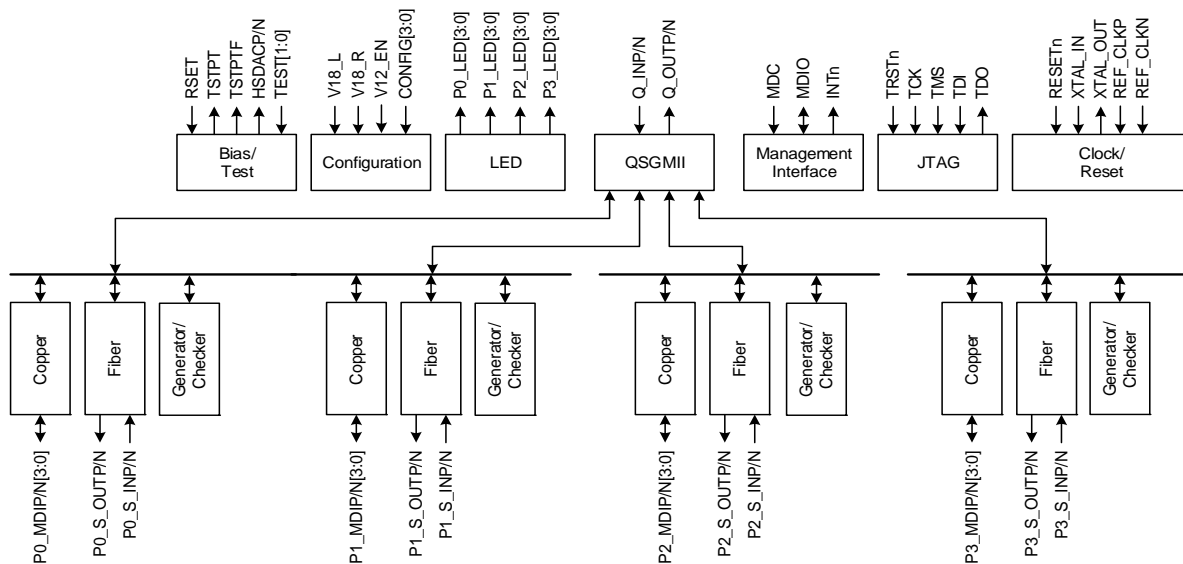 RSET
TSTPT
TSTPTF
HSDACP/N
TEST[1:0]
V18_L
V18_R
V12_EN
CONFIG[3:0]
P0_LED[3:0]
P1_LED[3:0]
P2_LED[3:0]
P3_LED[3:0]
Q_INP/N
Q_OUTP/N
MDC
MDIO
INTn
TRSTn
TCK
TMS
TDI
TDO
RESETn
XTAL_IN
XTAL_OUT
REF_CLKP
REF_CLKN
Bias/
Test
Configuration
LED
QSGMII
Management
Interface
JTAG
Clock/
Reset
Copper
Fiber
Generator/
Checker
Copper
Fiber
Generator/
Checker
Copper
Fiber
Generator/
Checker
Copper
Fiber
Generator/
Checker
P0_MDIP/N[3:0]
P0_S_OUTP/N
P0_S_INP/N
P1_MDIP/N[3:0]
P1_S_OUTP/N
P1_S_INP/N
P2_MDIP/N[3:0]
P2_S_OUTP/N
P2_S_INP/N
P3_MDIP/N[3:0]
P3_S_OUTP/N
P3_S_INP/N